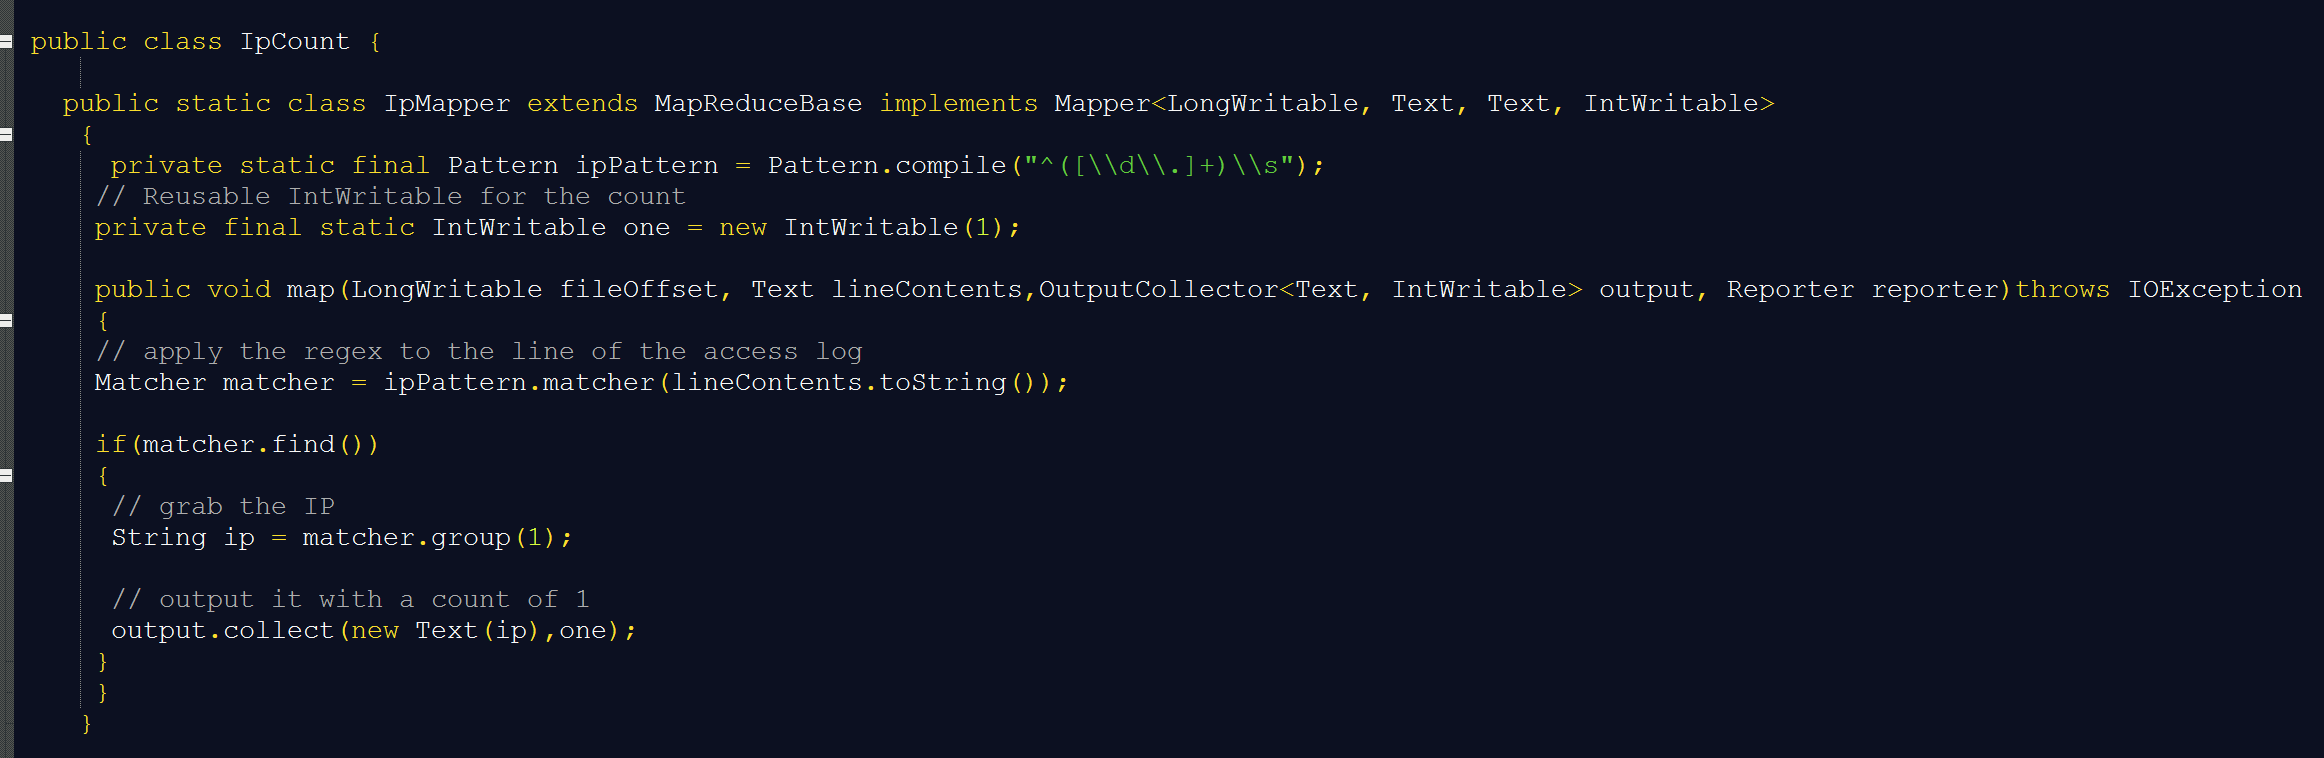 public class IpCount {
public static class IpMapper extends MapReduceBase implements Mapper<LongWritable, Text, Text, IntWritable>
{
private static final Pattern ipPattern = Pattern.compile("^([\\d\\.]+)\\s");
// Reusable IntWritable for the count
private final static IntWritable one = new IntWritable(1);
public void map(LongWritable fileOffset, Text lineContents,OutputCollector<Text, IntWritable> output, Reporter reporter)throws IOException
{
// apply the regex to the line of the access log
Matcher matcher = ipPattern.matcher(lineContents.toString());
if(matcher.find())
{
// grab the IP
String ip = matcher.group(1);
// output it with a count of 1
output.collect(new Text(ip),one);
}
}
}